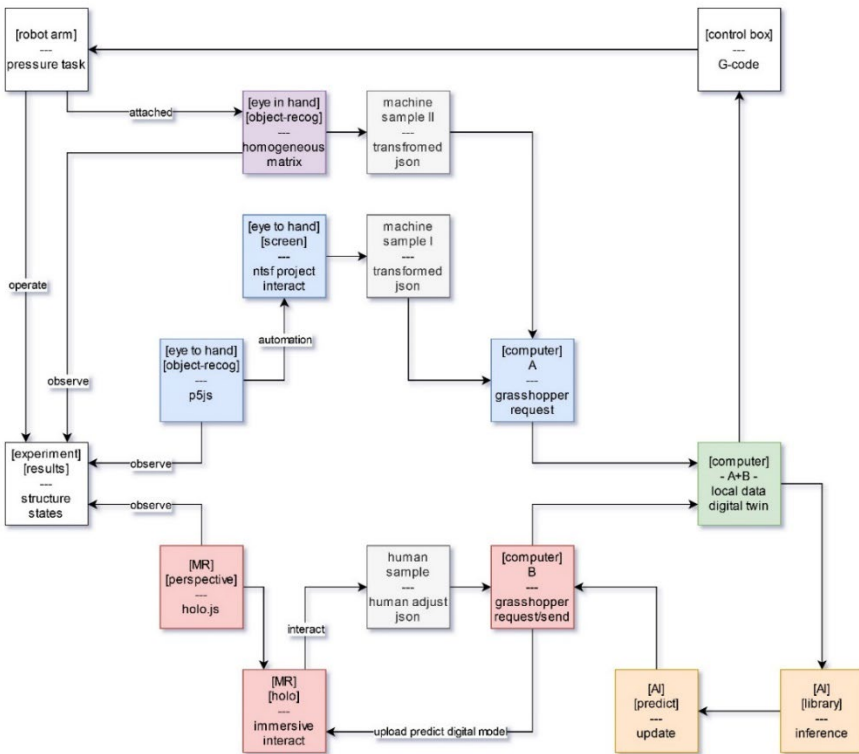 [robot arm]
---
pressure task
[control box]
---
G-code
attached
[eye in hand]
[object-recog]
---
homogeneous
matrix
machine
sample II
---
transfromed
json
[eye to hand]
[screen]
---
ntsf project
interact
machine
sample I
---
transformed
json
operate
automation
[eye to hand]
[object-recog]
---
p5js
[computer]
A
---
grasshopper
request
observe
[experiment]
[results]
---
structure
states
observe
[computer]
- A+B -
local data
digital twin
observe
[MR]
[perspective]
---
holo.js
human
sample
---
human adjust
json
[computer]
B
---
grasshopper
request/send
interact
[MR]
[holo]
---
immersive
interact
upload predict digital model
[AI]
[predict]
---
update
[AI]
[library]
---
inference